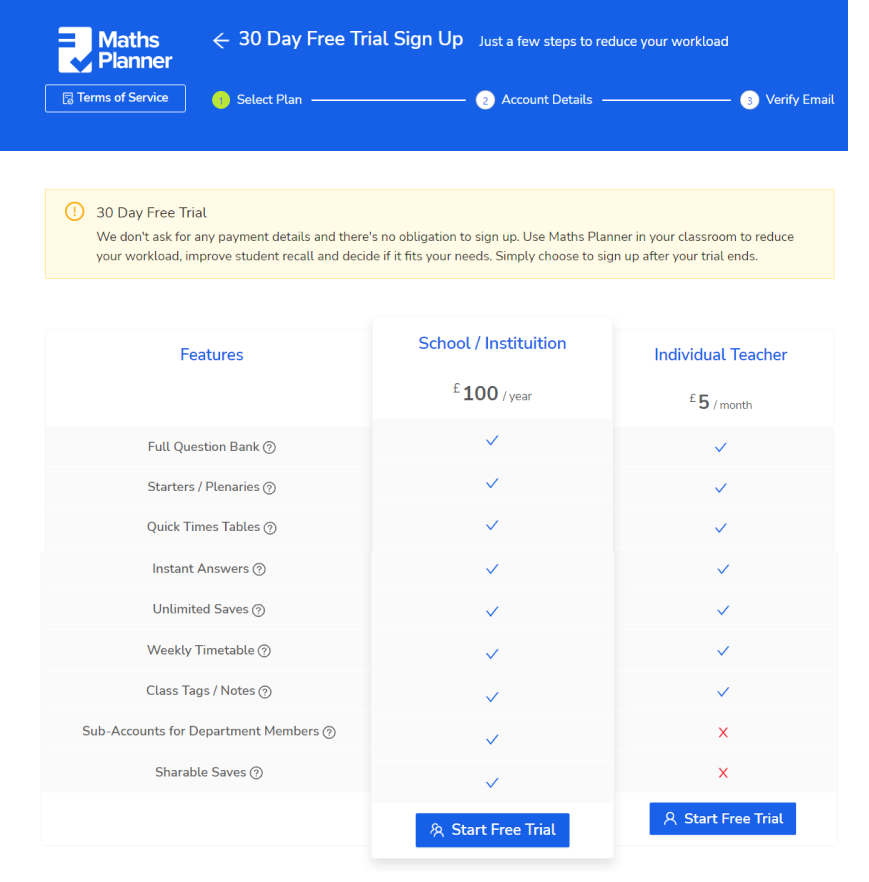 Maths
Planner
← 30 Day Free Trial Sign Up Just a few steps to reduce your workload
Terms of Service
1 Select Plan
2 Account Details
3 Verify Email
30 Day Free Trial
We don't ask for any payment details and there's no obligation to sign up. Use Maths Planner in your classroom to reduce
your workload, improve student recall and decide if it fits your needs. Simply choose to sign up after your trial ends.
Features
School / Instituition
Individual Teacher
£100 / year
£5 / month
Full Question Bank ?
Starters / Plenaries ?
Quick Times Tables ?
Instant Answers ?
Unlimited Saves ?
Weekly Timetable ?
Class Tags / Notes ?
Sub-Accounts for Department Members ?
Sharable Saves ?
Start Free Trial
Start Free Trial